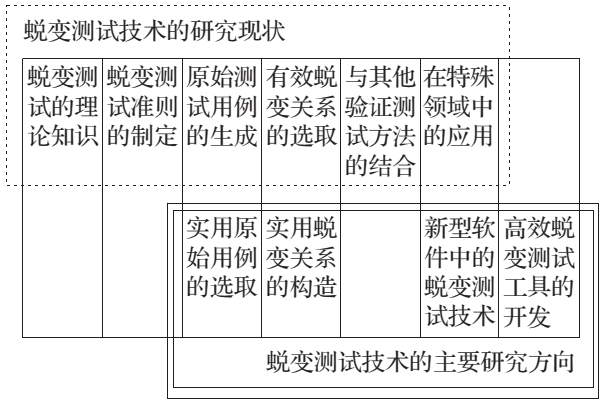 蜕变测试技术的研究现状
蜕变测
试的理
论知识
蜕变测
试准则
的制定
原始测
试用例
的生成
有效蜕
变关系
的选取
与其他
验证测
试方法
的结合
在特殊
领域中
的应用
实用原
始用例
的选取
实用蜕
变关系
的构造
新型软
件中的
蜕变测
试技术
高效蜕
变测试
工具的
开发
蜕变测试技术的主要研究方向